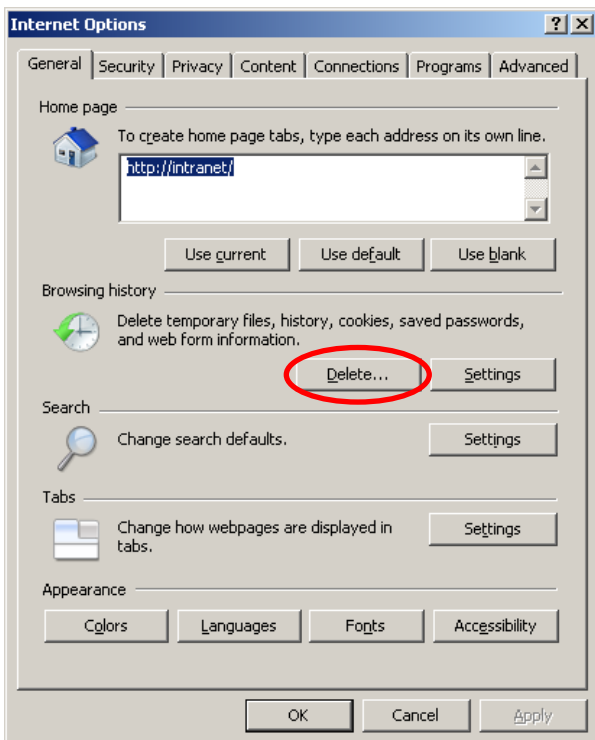 Internet Options
General Security Privacy Content Connections Programs Advanced
Home page
To create home page tabs, type each address on its own line.
http://intranet/
Use current Use default Use blank
Browsing history
Delete temporary files, history, cookies, saved passwords,
and web form information.
Delete... Settings
Search
Change search defaults. Settings
Tabs
Change how webpages are displayed in Settings
tabs.
Appearance
Colors Languages Fonts Accessibility
OK Cancel Apply